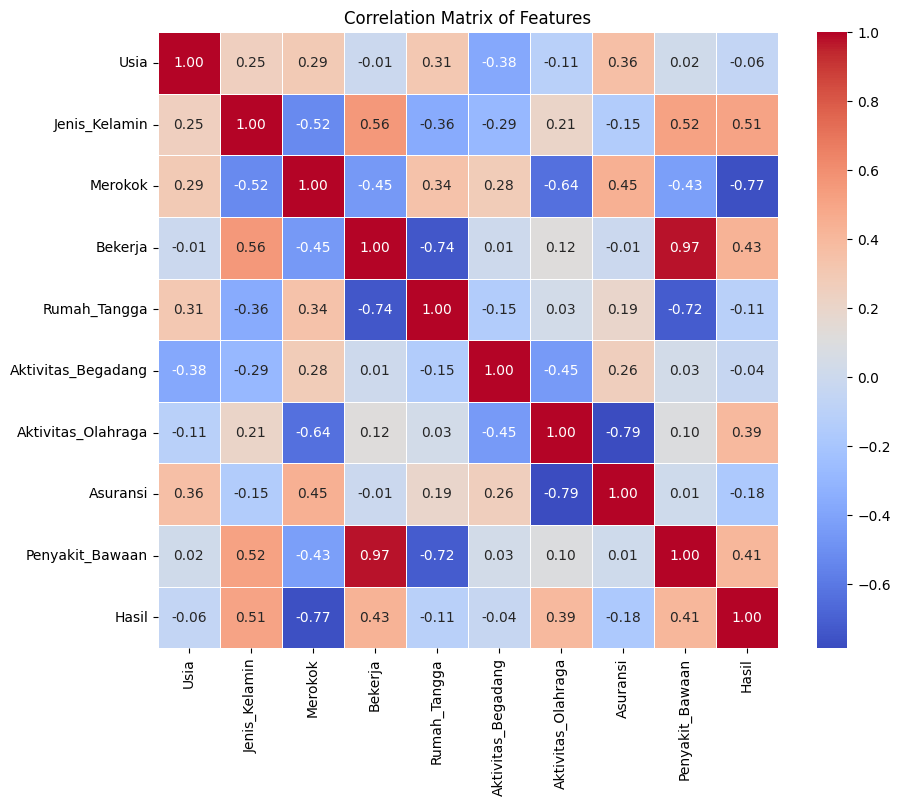 Correlation Matrix of Features
Usia 1.00 0.25 0.29 -0.01 0.31 -0.38 -0.11 0.36 0.02 -0.06
Jenis_Kelamin 0.25 1.00 -0.52 0.56 -0.36 -0.29 0.21 -0.15 0.52 0.51
Merokok 0.29 -0.52 1.00 -0.45 0.34 0.28 -0.64 0.45 -0.43 -0.77
Bekerja -0.01 0.56 -0.45 1.00 -0.74 0.01 0.12 -0.01 0.97 0.43
Rumah_Tangga 0.31 -0.36 0.34 -0.74 1.00 -0.15 0.03 0.19 -0.72 -0.11
Aktivitas_Begadang -0.38 -0.29 0.28 0.01 -0.15 1.00 -0.45 0.26 0.03 -0.04
Aktivitas_Olahraga -0.11 0.21 -0.64 0.12 0.03 -0.45 1.00 -0.79 0.10 0.39
Asuransi 0.36 -0.15 0.45 -0.01 0.19 0.26 -0.79 1.00 0.01 -0.18
Penyakit_Bawaan 0.02 0.52 -0.43 0.97 -0.72 0.03 0.10 0.01 1.00 0.41
Hasil -0.06 0.51 -0.77 0.43 -0.11 -0.04 0.39 -0.18 0.41 1.00
Usia
Jenis_Kelamin
Merokok
Bekerja
Rumah_Tangga
Aktivitas_Begadang
Aktivitas_Olahraga
Asuransi
Penyakit_Bawaan
Hasil
1.0
0.8
0.6
0.4
0.2
0.0
-0.2
-0.4
-0.6